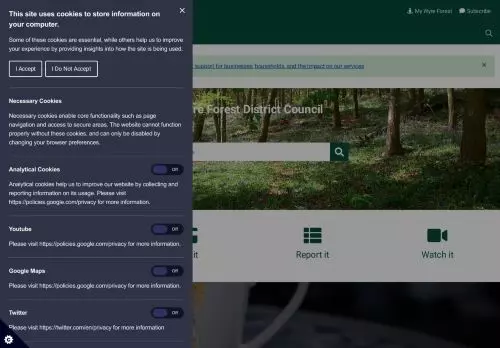 This site uses cookies to store information on
your computer.
Some of these cookies are essential, while others help us to improve
your experience by providing insights into how the site is being used.
I Accept
I Do Not Accept
Necessary Cookies
Necessary cookies enable core functionality such as page
navigation and access to secure areas. The website cannot function
properly without these cookies, and can only be disabled by
changing your browser preferences.
Analytical Cookies
Off
Analytical cookies help us to improve our website by collecting and
reporting information on its usage. Please visit
https://policies.google.com/privacy for more information.
Youtube
Off
Please visit https://policies.google.com/privacy for more information.
Google Maps
Off
Please visit https://policies.google.com/privacy for more information.
Twitter
Off
Please visit https://twitter.com/en/privacy for more information
My Wyre Forest
Subscribe
support for businesses, households, and the impact on our services
re Forest District Council
it
Report it
Watch it